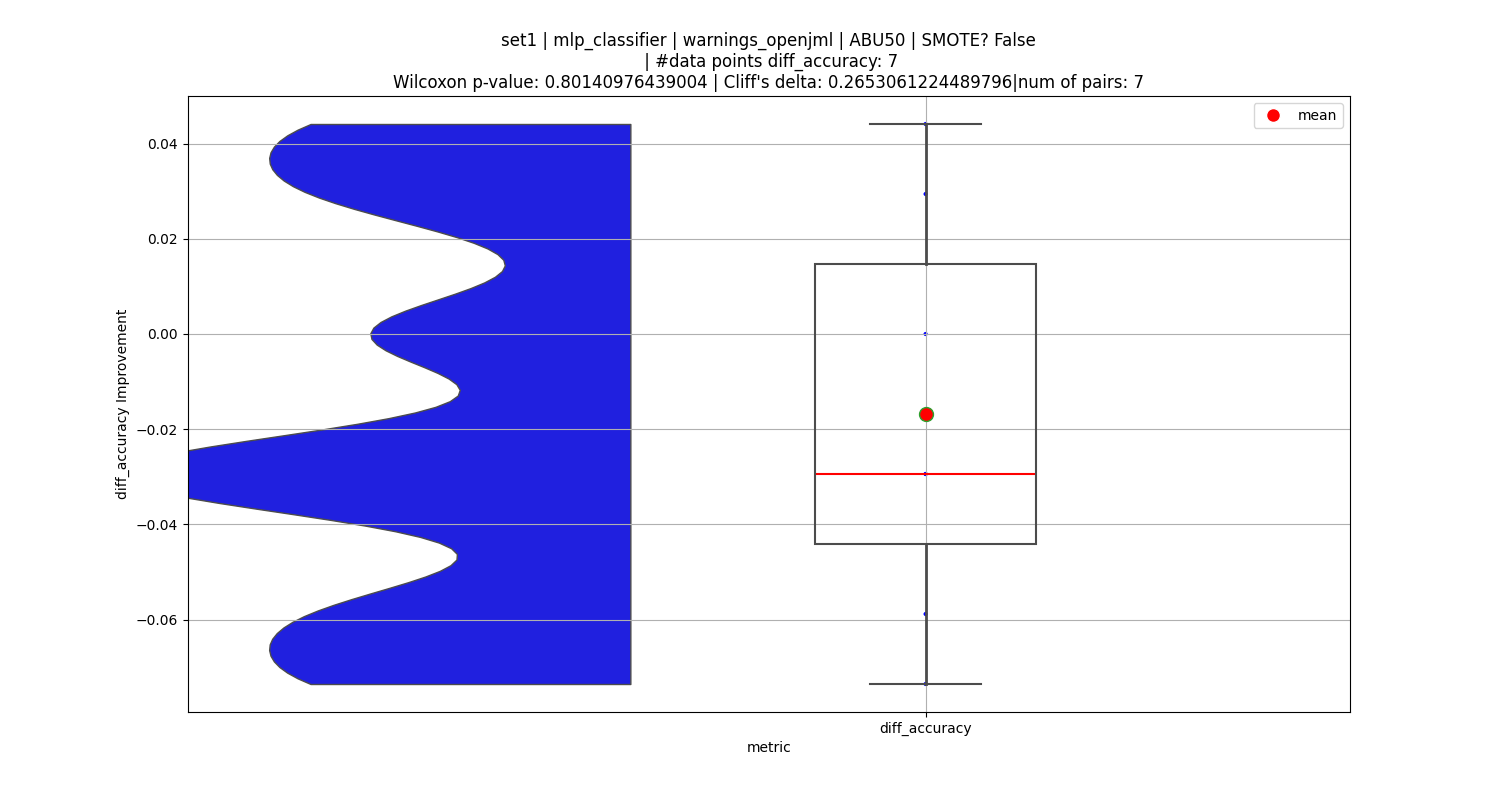 set1 | mlp_classifier | warnings_openjml | ABU50 | SMOTE? False
| #data points diff_accuracy: 7
Wilcoxon p-value: 0.80140976439004 | Cliff's delta: 0.2653061224489796|num of pairs: 7
mean
0.04
0.02
0.00
−0.02
−0.04
−0.06
diff_accuracy Improvement
diff_accuracy
metric